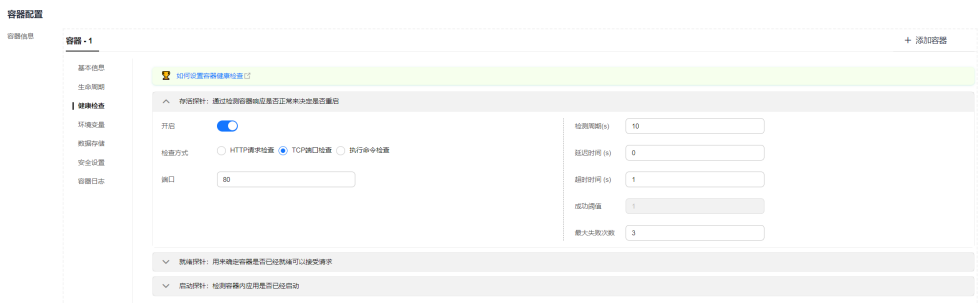 容器配置
容器信息
容器 - 1
+ 添加容器
基本信息
生命周期
健康检查
环境变量
数据存储
安全设置
容器日志
如何设置容器健康检查
存活探针：通过检测容器响应是否正常来决定是否重启
开启
检查方式 HTTP请求检查 TCP端口检查 执行命令检查
端口 80
检测周期(s) 10
延迟时间 (s) 0
超时时间 (s) 1
成功阈值 1
最大失败次数 3
就绪探针：用来确定容器是否已经就绪可以接受请求
启动探针：检测容器内应用是否已经启动